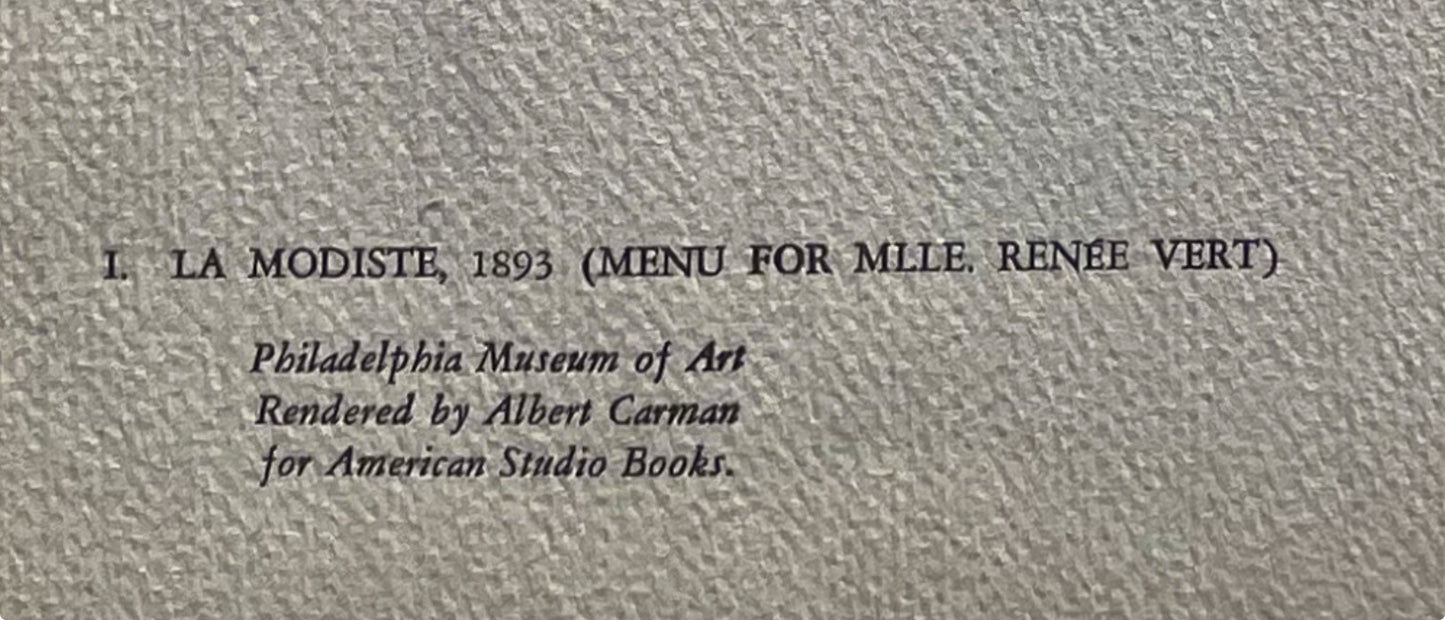 I. LA MODISTE, 1893 (MENU FOR MLLE. RENÉE VERT)
Philadelphia Museum of Art
Rendered by Albert Carman
for American Studio Books.